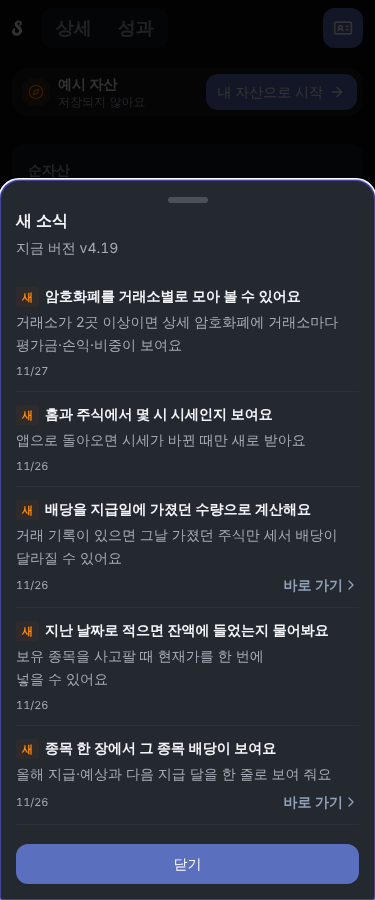 S 상세 성과
예시 자산
저장되지 않아요
내 자산으로 시작
순자산
새 소식
지금 버전 v4.19
새 암호화폐를 거래소별로 모아 볼 수 있어요
거래소가 2곳 이상이면 상세 암호화폐에 거래소마다
평가금·손익·비중이 보여요
11/27
새 홈과 주식에서 몇 시 시세인지 보여요
앱으로 돌아오면 시세가 바뀐 때만 새로 받아요
11/26
새 배당을 지급일에 가졌던 수량으로 계산해요
거래 기록이 있으면 그날 가졌던 주식만 세서 배당이
달라질 수 있어요
11/26 바로 가기
새 지난 날짜로 적으면 잔액에 들었는지 물어봐요
보유 종목을 사고팔 때 현재가를 한 번에
넣을 수 있어요
11/26
새 종목 한 장에서 그 종목 배당이 보여요
올해 지급·예상과 다음 지급 달을 한 줄로 보여 줘요
11/26 바로 가기
닫기